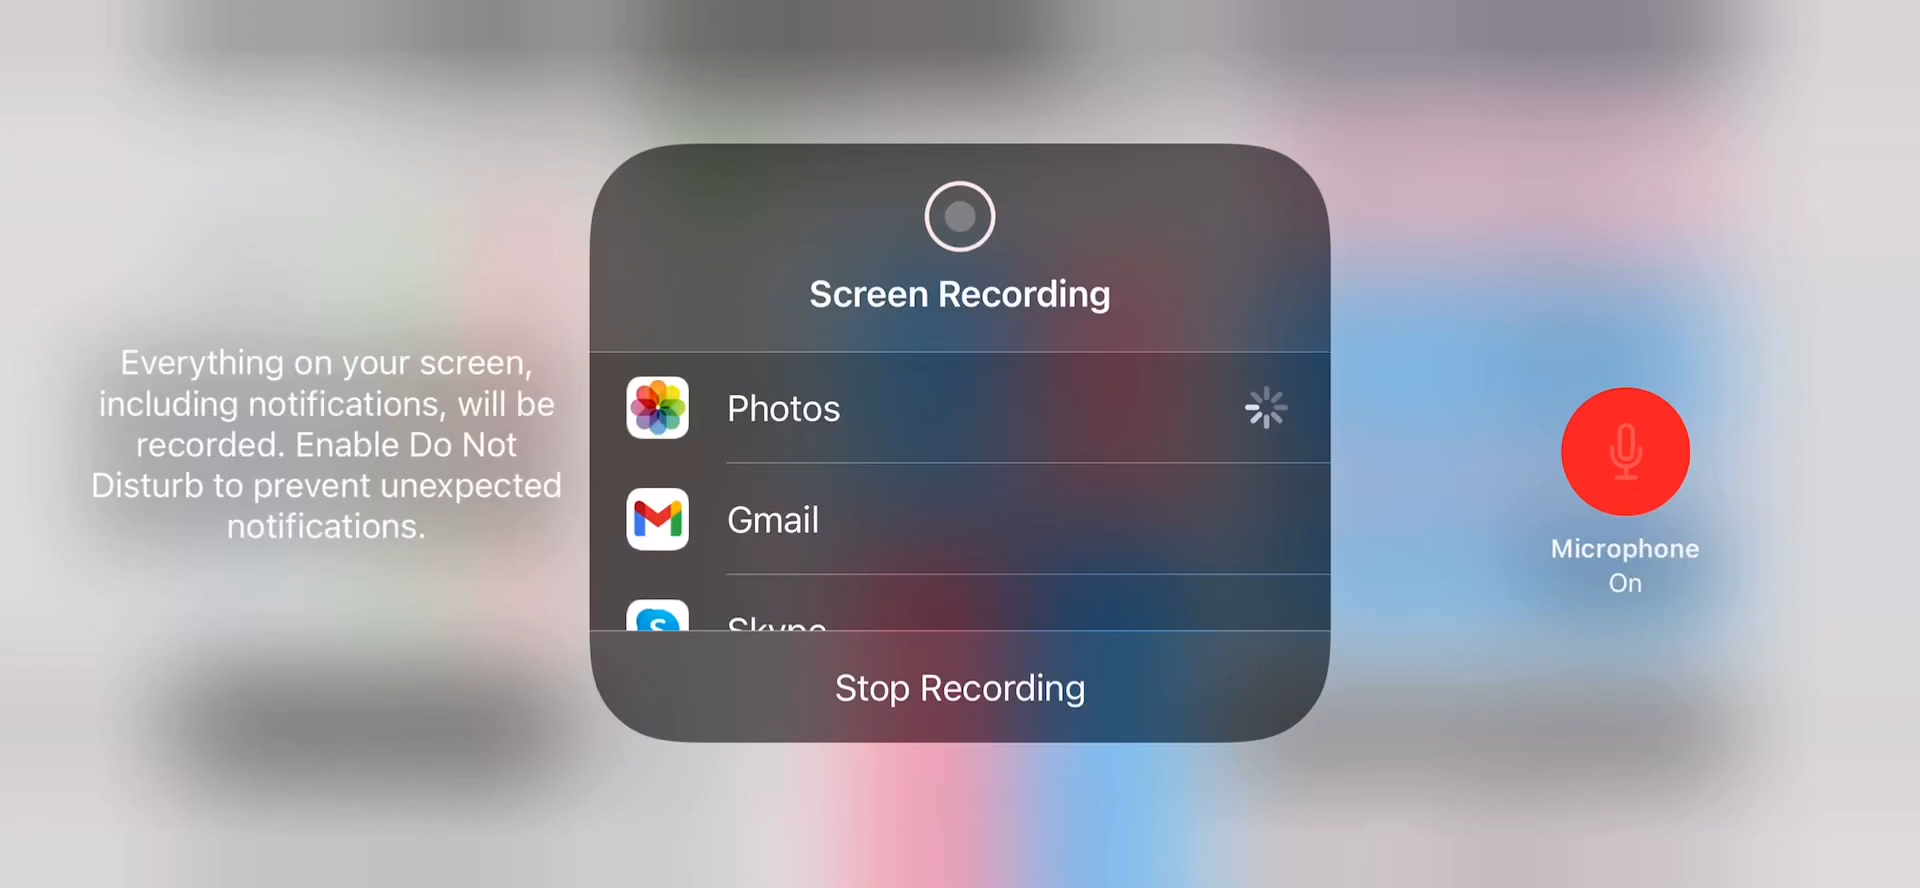 Everything on your screen,
including notifications, will be
recorded. Enable Do Not
Disturb to prevent unexpected
notifications.
Screen Recording
Photos
Gmail
Skype
Stop Recording
Microphone
On